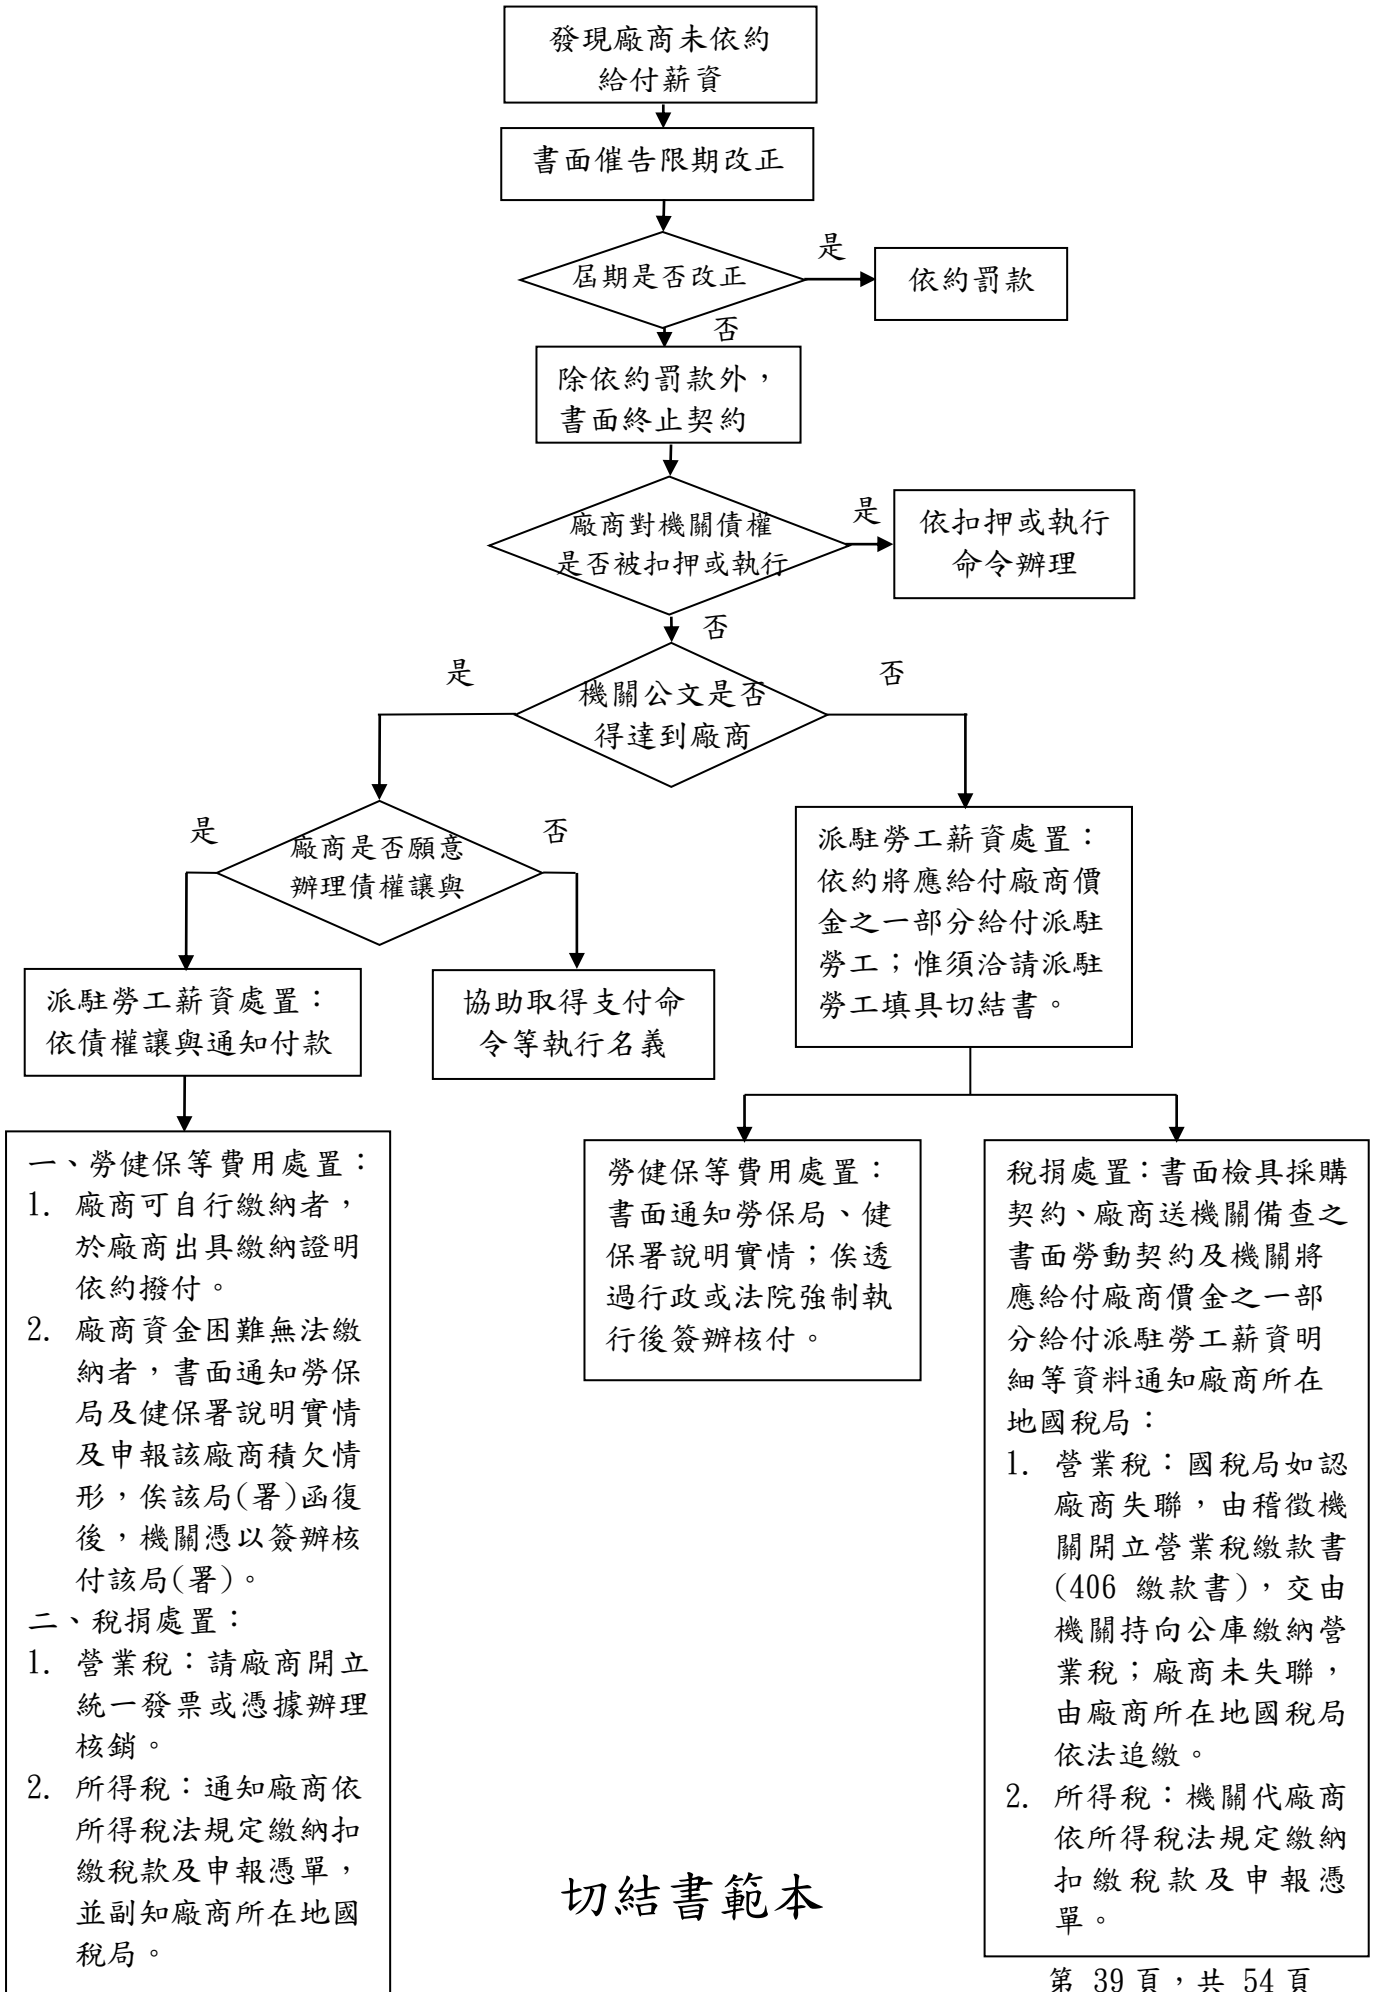 發現廠商未依約
給付薪資
書面催告限期改正
屆期是否改正
是
依約罰款
否
除依約罰款外，
書面終止契約
廠商對機關債權
是否被扣押或執行
是
依扣押或執行
命令辦理
否
機關公文是否
得達到廠商
是
否
廠商是否願意
辦理債權讓與
是
否
派駐勞工薪資處置：
依債權讓與通知付款
協助取得支付命
令等執行名義
派駐勞工薪資處置：
依約將應給付廠商價
金之一部分給付派駐
勞工；惟須洽請派駐
勞工填具切結書。
一、勞健保等費用處置：
1. 廠商可自行繳納者，
於廠商出具繳納證明
依約撥付。
2. 廠商資金困難無法繳
納者，書面通知勞保
局及健保署說明實情
及申報該廠商積欠情
形，俟該局(署)函復
後，機關憑以簽辦核
付該局(署)。
二、稅捐處置：
1. 營業稅：請廠商開立
統一發票或憑據辦理
核銷。
2. 所得稅：通知廠商依
所得稅法規定繳納扣
繳稅款及申報憑單，
並副知廠商所在地國
稅局。
勞健保等費用處置：
書面通知勞保局、健
保署說明實情；俟透
過行政或法院強制執
行後簽辦核付。
稅捐處置：書面檢具採購
契約、廠商送機關備查之
書面勞動契約及機關將
應給付廠商價金之一部
分給付派駐勞工薪資明
細等資料通知廠商所在
地國稅局：
1. 營業稅：國稅局如認
廠商失聯，由稽徵機
關開立營業稅繳款書
(406 繳款書)，交由
機關持向公庫繳納營
業稅；廠商未失聯，
由廠商所在地國稅局
依法追繳。
2. 所得稅：機關代廠商
依所得稅法規定繳納
扣繳稅款及申報憑
單。
切結書範本
第 39 頁，共 54 頁